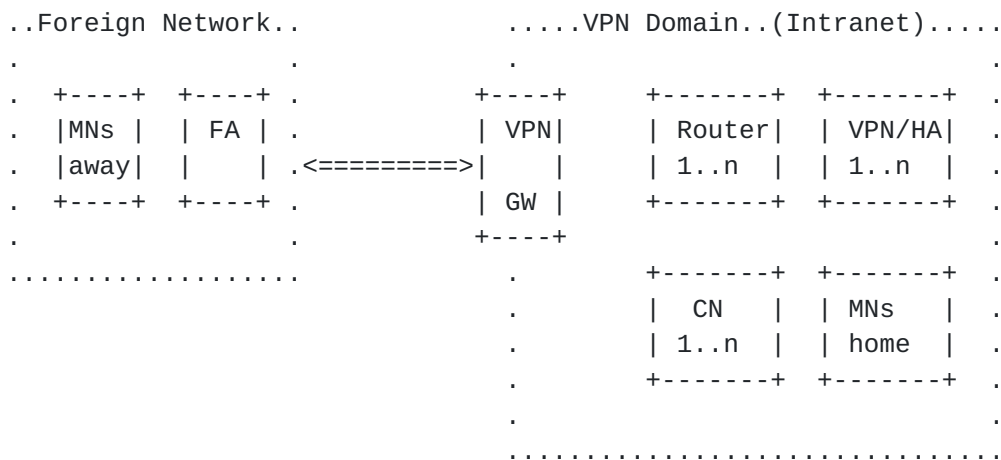 ..Foreign Network..             .....VPN Domain..(Intranet).....
.                 .             .                              .
.  +----+  +----+ .           +----+     +-------+  +-------+  .
.  |MNs |  | FA | .           | VPN|     | Router|  | VPN/HA|  .
.  |away|  |    | .<=========>|    |     | 1..n  |  | 1..n  |  .
.  +----+  +----+ .           | GW |     +-------+  +-------+  .
.                 .           +----+                           .
...................             .        +-------+  +-------+  .
                                .        |  CN   |  | MNs   |  .
                                .        | 1..n  |  | home  |  .
                                .        +-------+  +-------+  .
                                .                              .
                                ................................